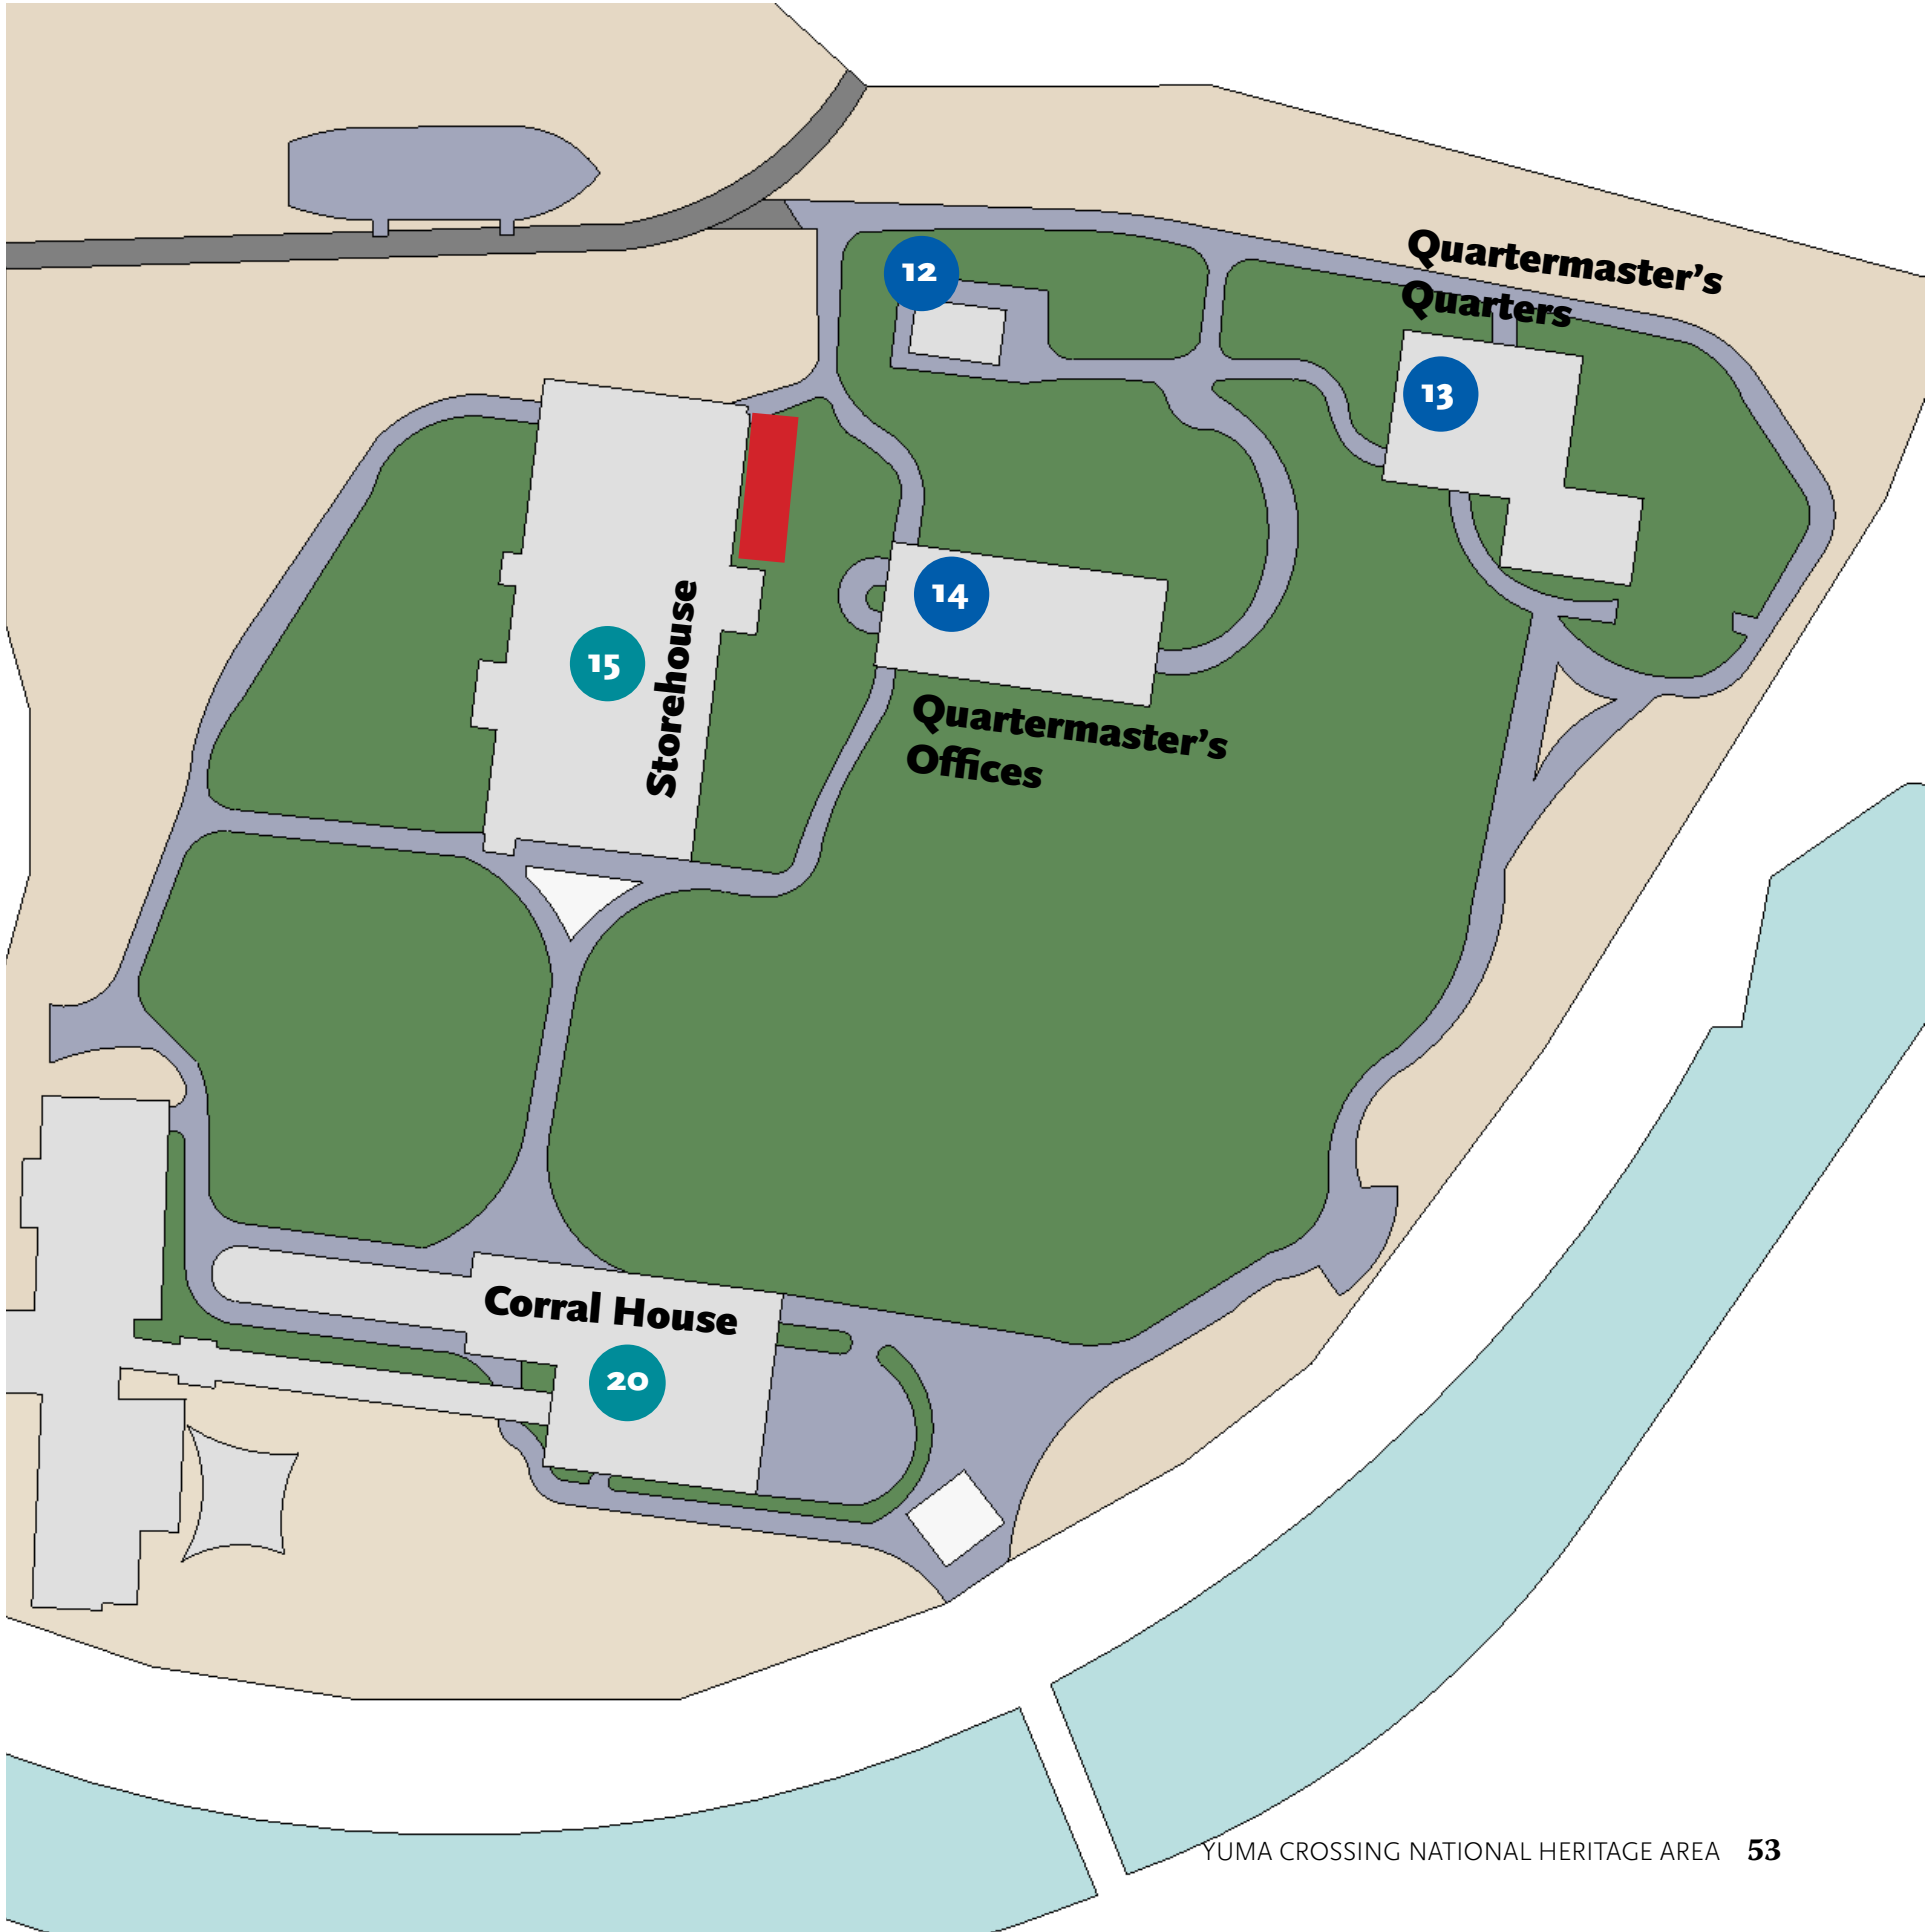 12
Quartermaster's
Quarters
13
14
15
Storehouse
Quartermaster's
Offices
Corral House
20
YUMA CROSSING NATIONAL HERITAGE AREA 53